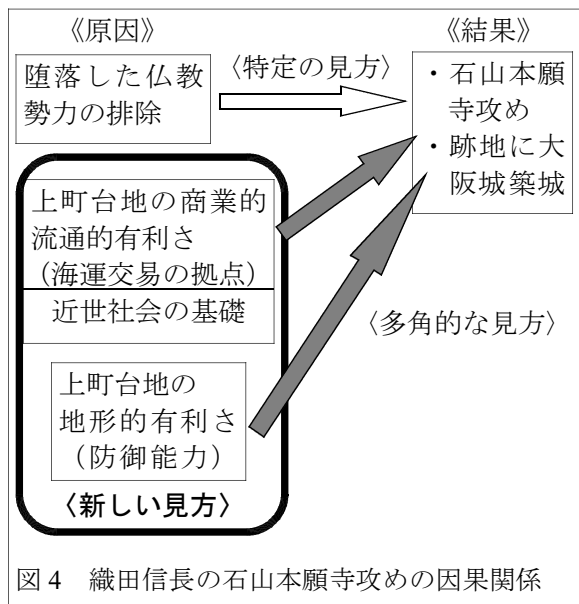 《原因》
《結果》
堕落した仏教
勢力の排除
〈特定の見方〉
・石山本願
寺攻め
・跡地に大
阪城築城
上町台地の商業的
流通的有利さ
（海運交易の拠点）
近世社会の基礎
〈多角的な見方〉
上町台地の
地形的有利さ
（防御能力）
〈新しい見方〉
図4 織田信長の石山本願寺攻めの因果関係